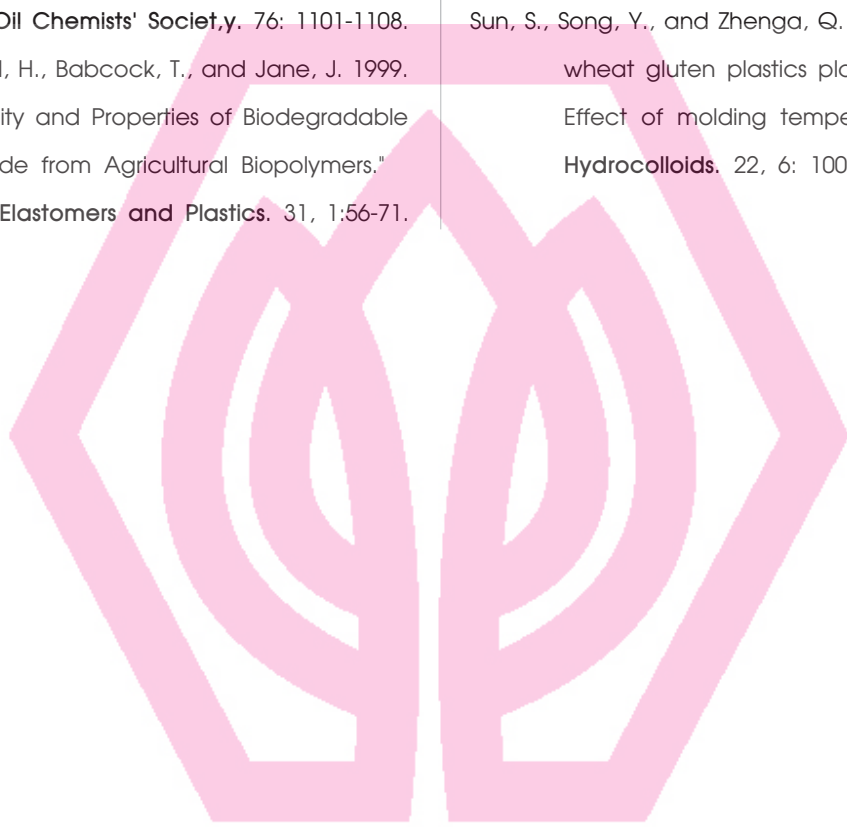 Oil Chemists' Societ,y. 76: 1101-1108.
H., Babcock, T., and Jane, J. 1999.
ity and Properties of Biodegradable
de from Agricultural Biopolymers."
Elastomers and Plastics. 31, 1:56-71.
Sun, S., Song, Y., and Zhenga, Q.
wheat gluten plastics pla
Effect of molding tempe
Hydrocolloids. 22, 6: 100